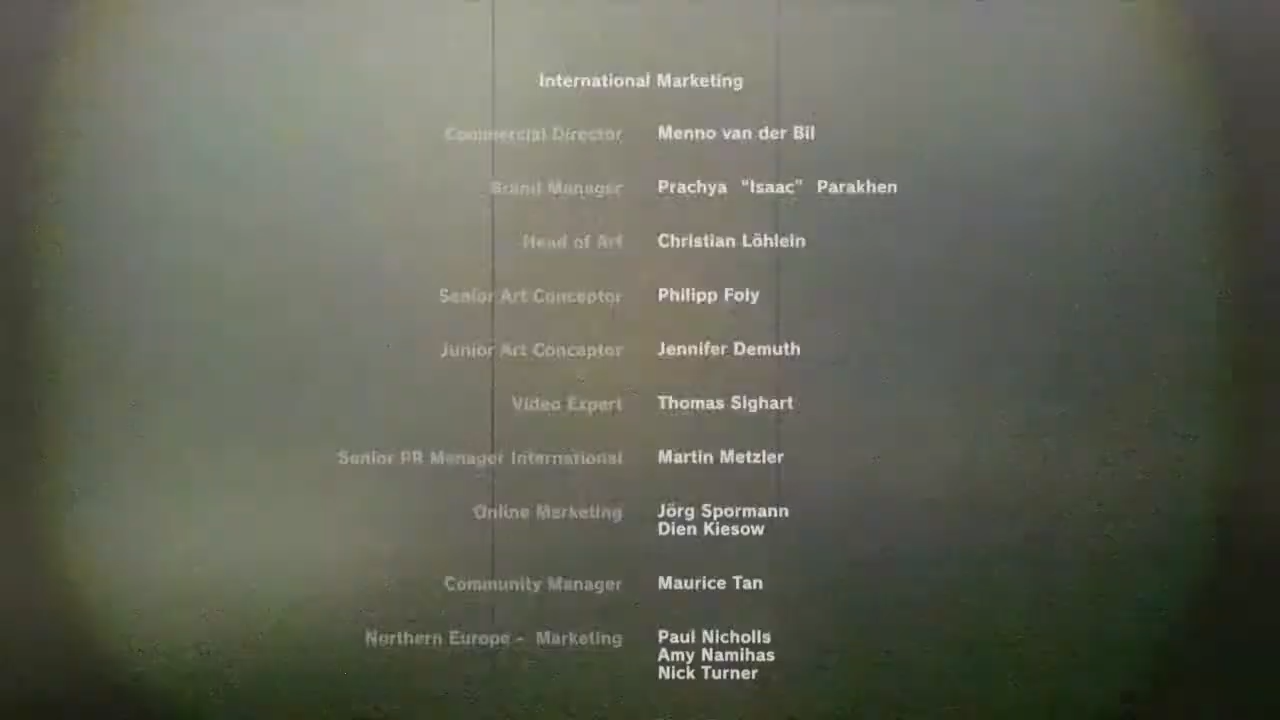 International Marketing
Commercial Director Menno van der Bil
Brand Manager Prachya "Isaac" Parakhen
Head of Art Christian Löhlein
Senior Art Conceptor Philipp Foly
Junior Art Conceptor Jennifer Demuth
Video Expert Thomas Sighart
Senior PR Manager International Martin Metzler
Online Marketing Jörg Spormann
Dien Kiesow
Community Manager Maurice Tan
Northern Europe - Marketing Paul Nicholls
Amy Namihas
Nick Turner